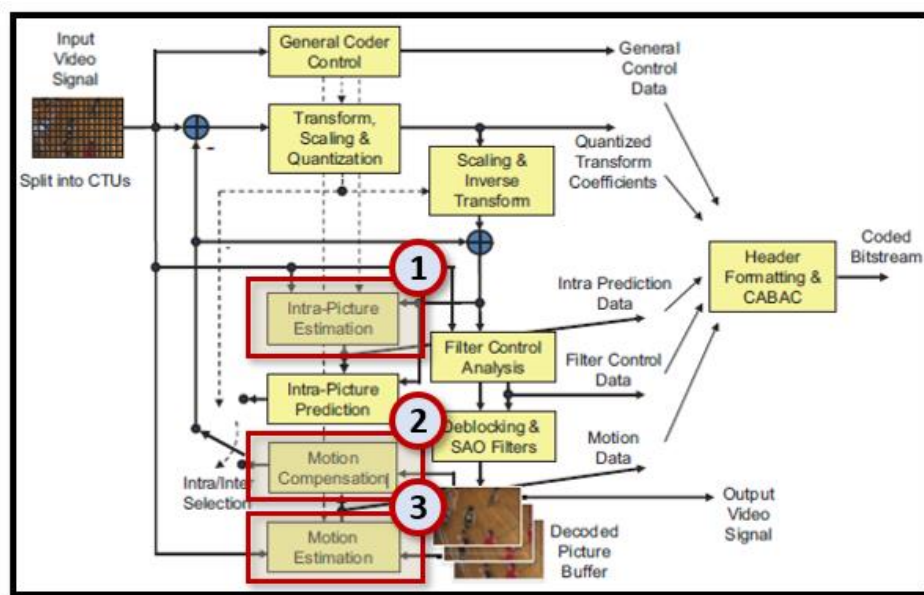 Input
Video
Signal
Split into CTUs
General Coder
Control
General
Control
Data
Transform,
Scaling &
Quantization
Quantized
Transform
Coefficients
Scaling &
Inverse
Transform
-
-
1
Intra-Picture
Estimation
Intra Prediction
Data
Header
Formatting &
CABAC
Coded
Bitstream
Filter Control
Analysis
Filter Control
Data
Intra-Picture
Prediction
2
Deblocking &
SAO Filters
Motion
Compensation
Motion
Data
Intra/Inter
Selection
3
Motion
Estimation
Output
Video
Signal
Decoded
Picture
Buffer